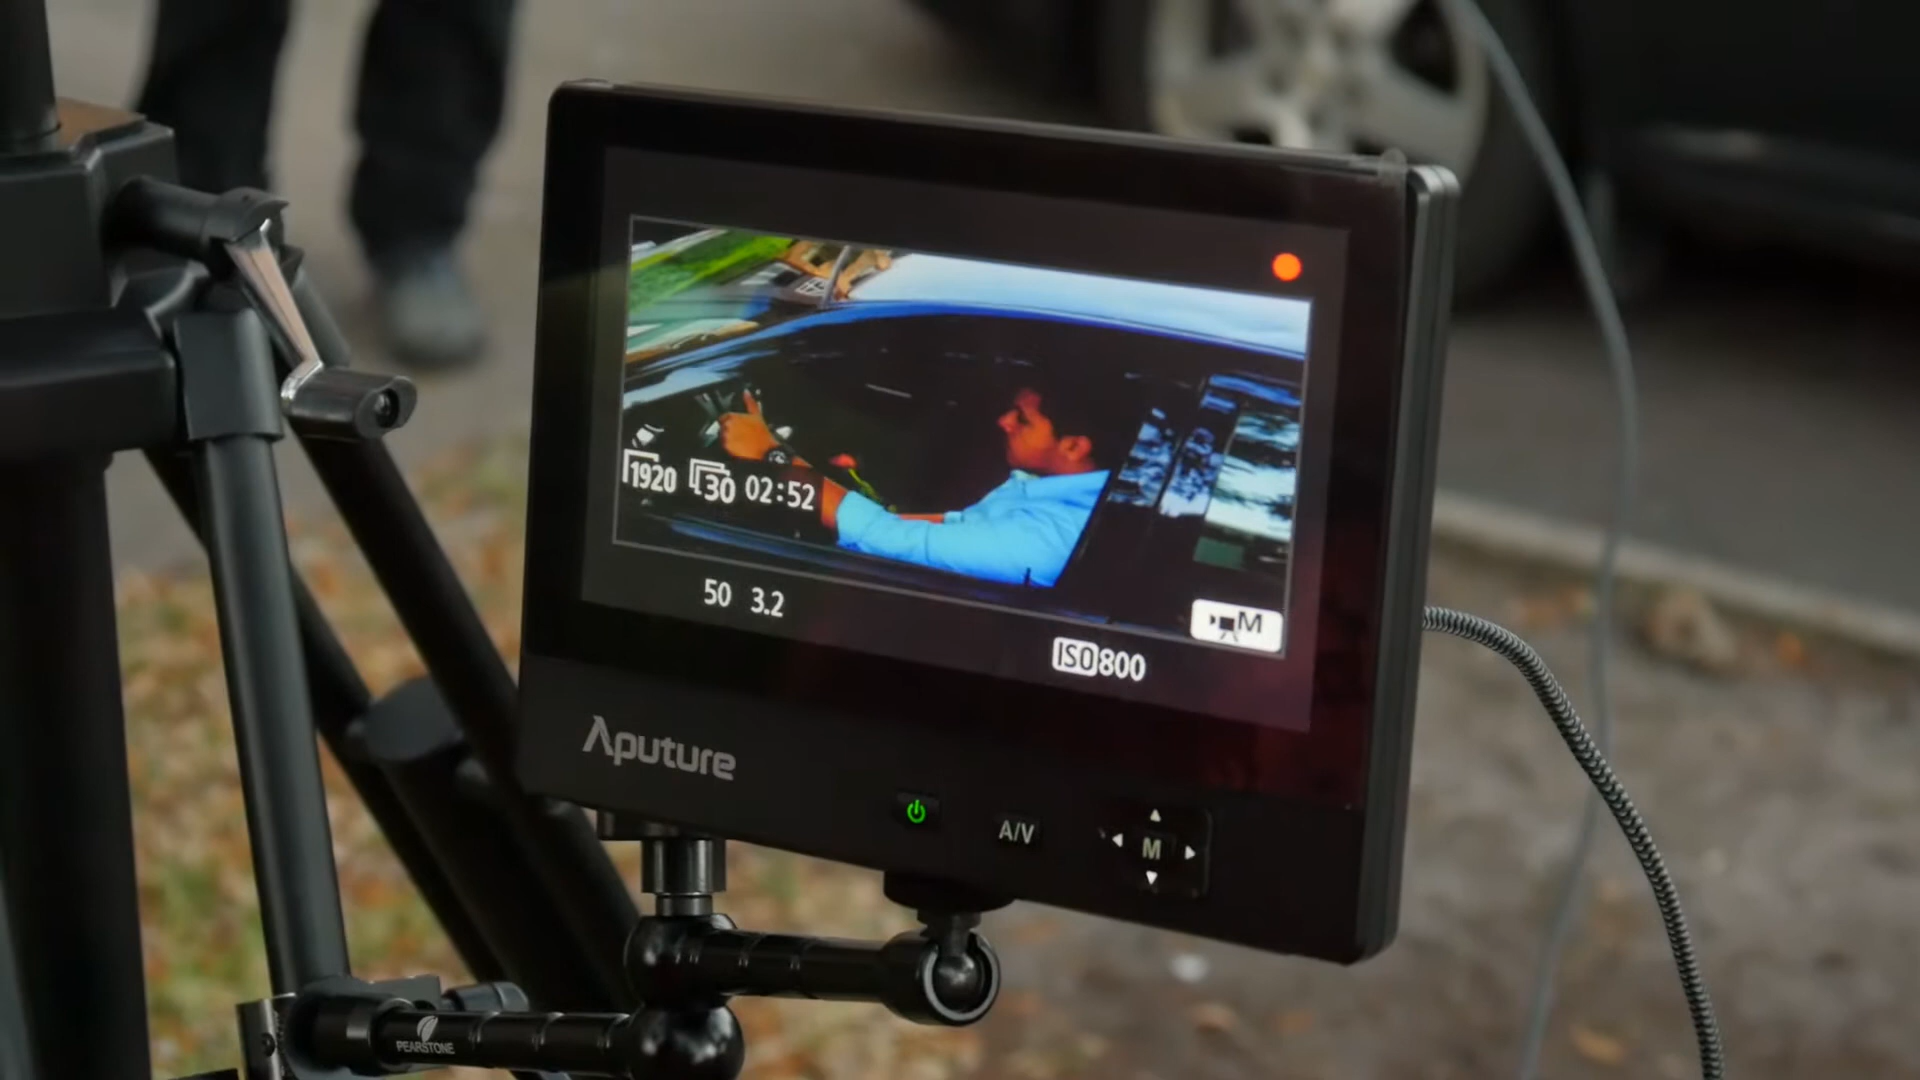 1920 30 02:52
50 3.2
M
ISO800
Aputure
A/V
M
PEARSTONE